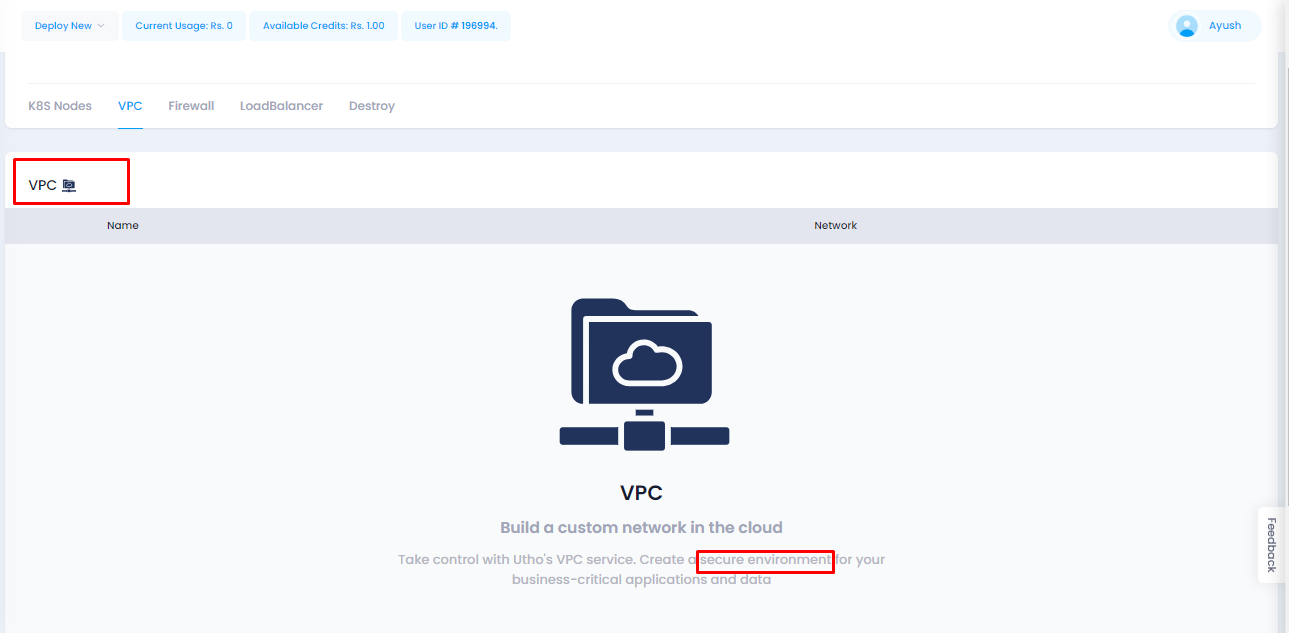 Deploy New
Current Usage: Rs. 0
Available Credits: Rs. 1.00
User ID # 196994.
Ayush
K8S Nodes
VPC
Firewall
LoadBalancer
Destroy
VPC
Name
Network
VPC
Build a custom network in the cloud
Take control with Utho's VPC service. Create a secure environment for your
business-critical applications and data
Feedback